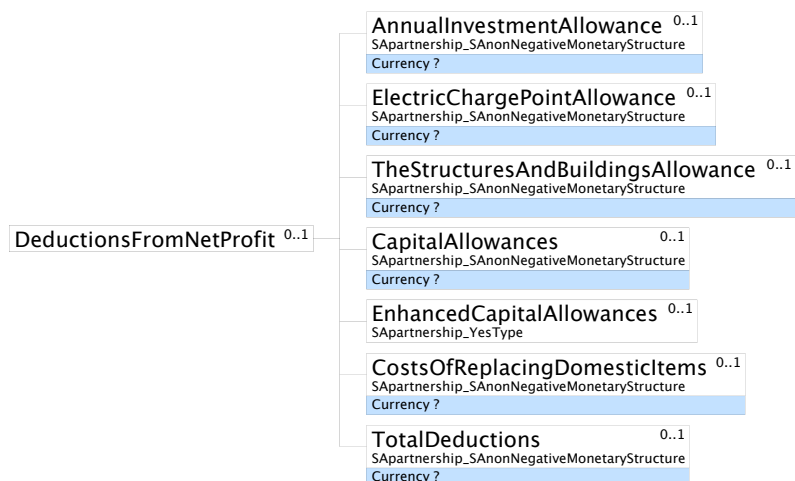 AnnualInvestmentAllowance 0..1
SApartnership_SAnonNegativeMonetaryStructure
Currency ?
ElectricChargePointAllowance 0..1
SApartnership_SAnonNegativeMonetaryStructure
Currency ?
TheStructuresAndBuildingsAllowance 0..1
SApartnership_SAnonNegativeMonetaryStructure
Currency ?
DeductionsFromNetProfit 0..1
CapitalAllowances 0..1
SApartnership_SAnonNegativeMonetaryStructure
Currency ?
EnhancedCapitalAllowances 0..1
SApartnership_YesType
CostsOfReplacingDomesticItems 0..1
SApartnership_SAnonNegativeMonetaryStructure
Currency ?
TotalDeductions 0..1
SApartnership_SAnonNegativeMonetaryStructure
Currency ?